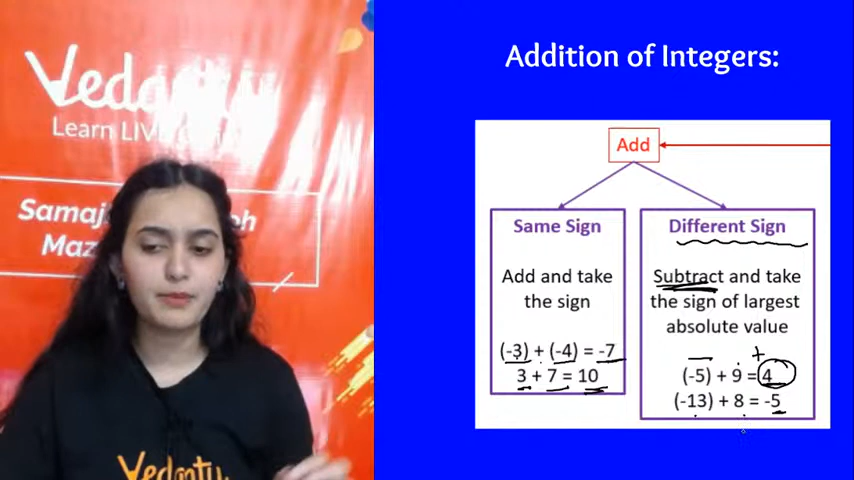 Vedantu
Learn LIVE
Addition of Integers:
Add
Same Sign
Add and take
the sign
(-3) + (-4) = -7
3 + 7 = 10
Different Sign
Subtract and take
the sign of largest
absolute value
+
(-5) + 9 = 4
(-13) + 8 = -5
Vedantu